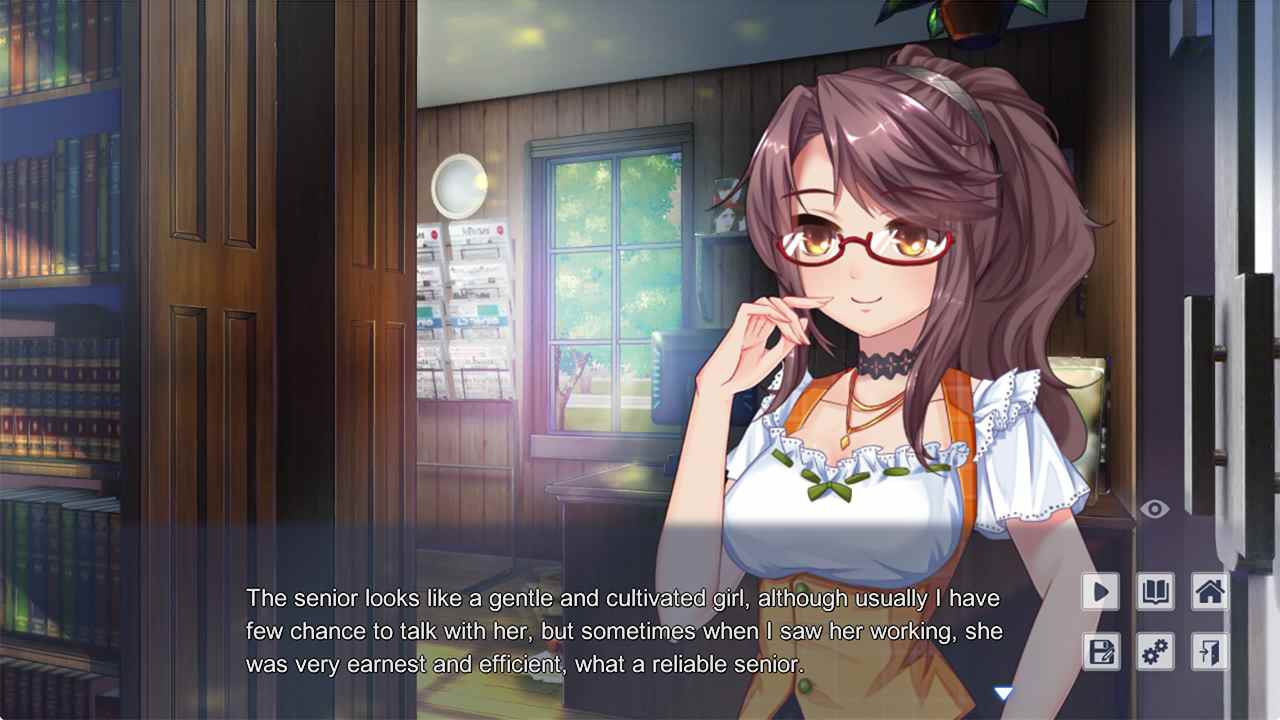 The senior looks like a gentle and cultivated girl, although usually I have
few chance to talk with her, but sometimes when I saw her working, she
was very earnest and efficient, what a reliable senior.